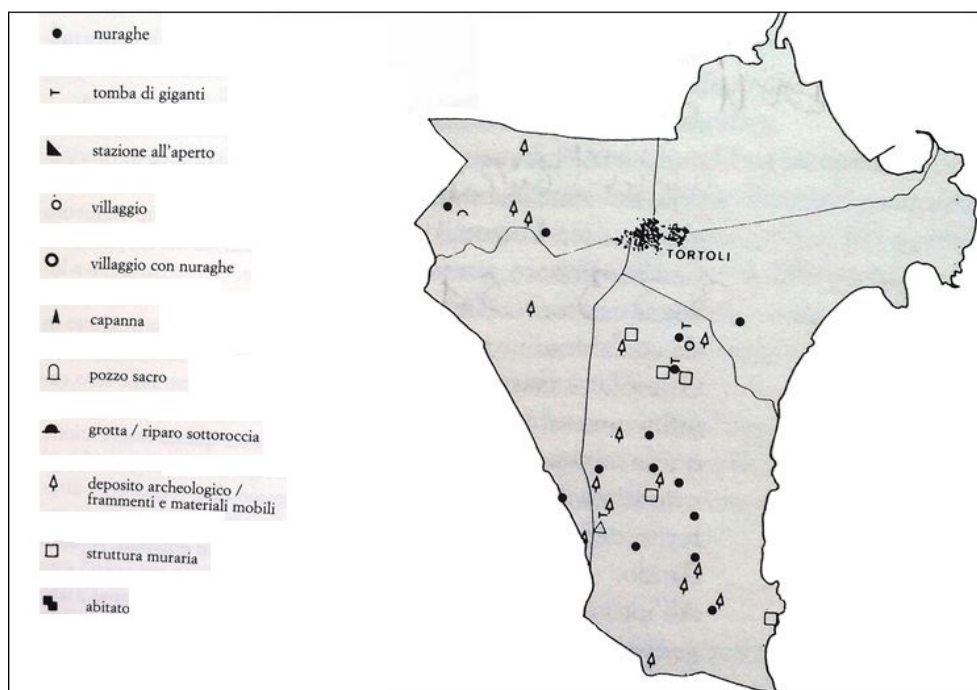 nuraghe
tomba di giganti
stazione all'aperto
villaggio
villaggio con nuraghe
capanna
pozzo sacro
grotta / riparo sottoroccia
deposito archeologico /
frammenti e materiali mobili
struttura muraria
abitato
TORTOLI